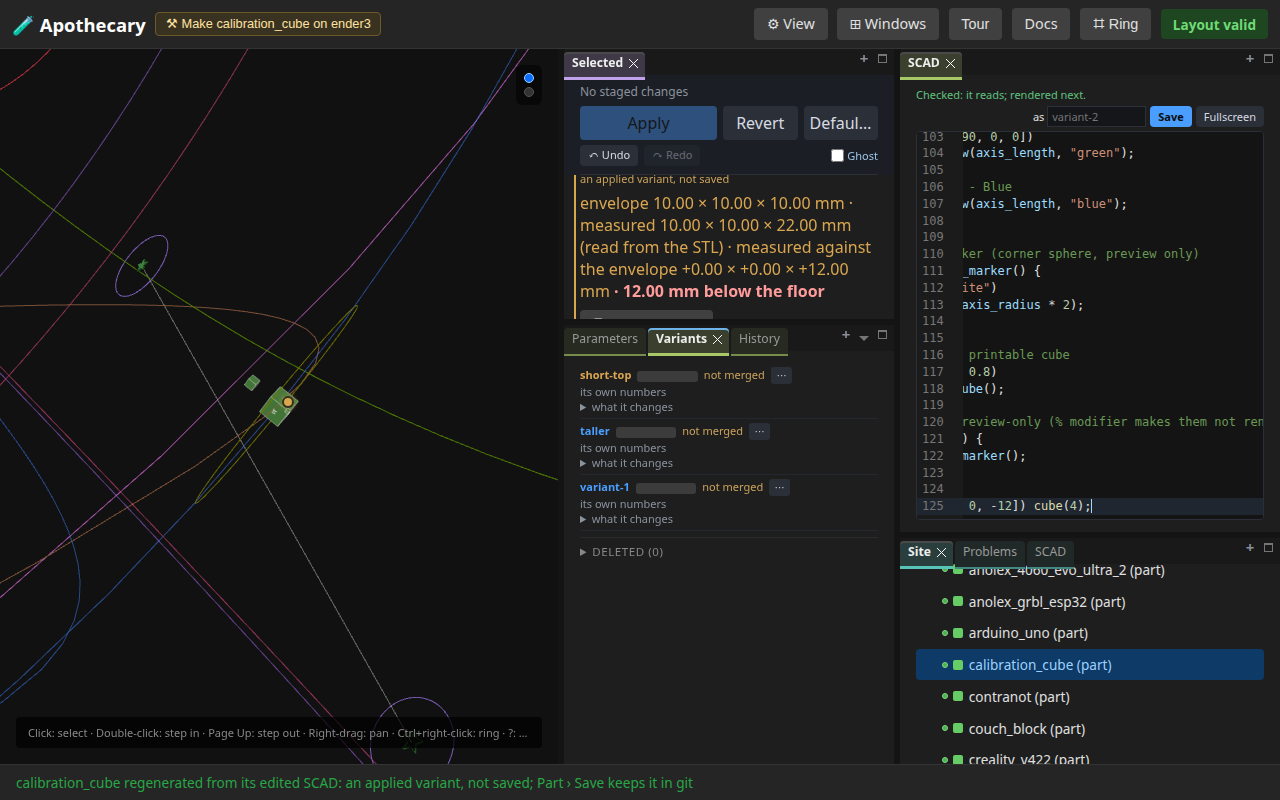 🧪 Apothecary
⚒ Make calibration_cube on ender3
⚙ View
⊞ Windows
Tour
Docs
⌗ Ring
Layout valid
Click: select · Double-click: step in · Page Up: step out · Right-drag: pan · Ctrl+right-click: ring · ?: ...
Selected
No staged changes
Apply
Revert
Defaul...
↶ Undo
↷ Redo
Ghost
an applied variant, not saved
envelope 10.00 × 10.00 × 10.00 mm ·
measured 10.00 × 10.00 × 22.00 mm
(read from the STL) · measured against
the envelope +0.00 × +0.00 × +12.00
mm · 12.00 mm below the floor
Parameters
Variants
History
short-top not merged ···
its own numbers
▶ what it changes
taller not merged ···
its own numbers
▶ what it changes
variant-1 not merged ···
its own numbers
▶ what it changes
▶ DELETED (0)
SCAD
Checked: it reads; rendered next.
as variant-2 Save Fullscreen
103 90, 0, 0])
104 w(axis_length, "green");
105
106 - Blue
107 w(axis_length, "blue");
108
109
110 ker (corner sphere, preview only)
111 _marker() {
112 ite")
113 axis_radius * 2);
114
115
116 printable cube
117 0.8)
118 ube();
119
120 review-only (% modifier makes them not ren
121 ) {
122 marker();
123
124
125 0, -12]) cube(4);
Site
Problems
SCAD
anolex_4060_evo_ultra_2 (part)
anolex_grbl_esp32 (part)
arduino_uno (part)
calibration_cube (part)
contranot (part)
couch_block (part)
creality_v422 (part)
calibration_cube regenerated from its edited SCAD: an applied variant, not saved; Part › Save keeps it in git